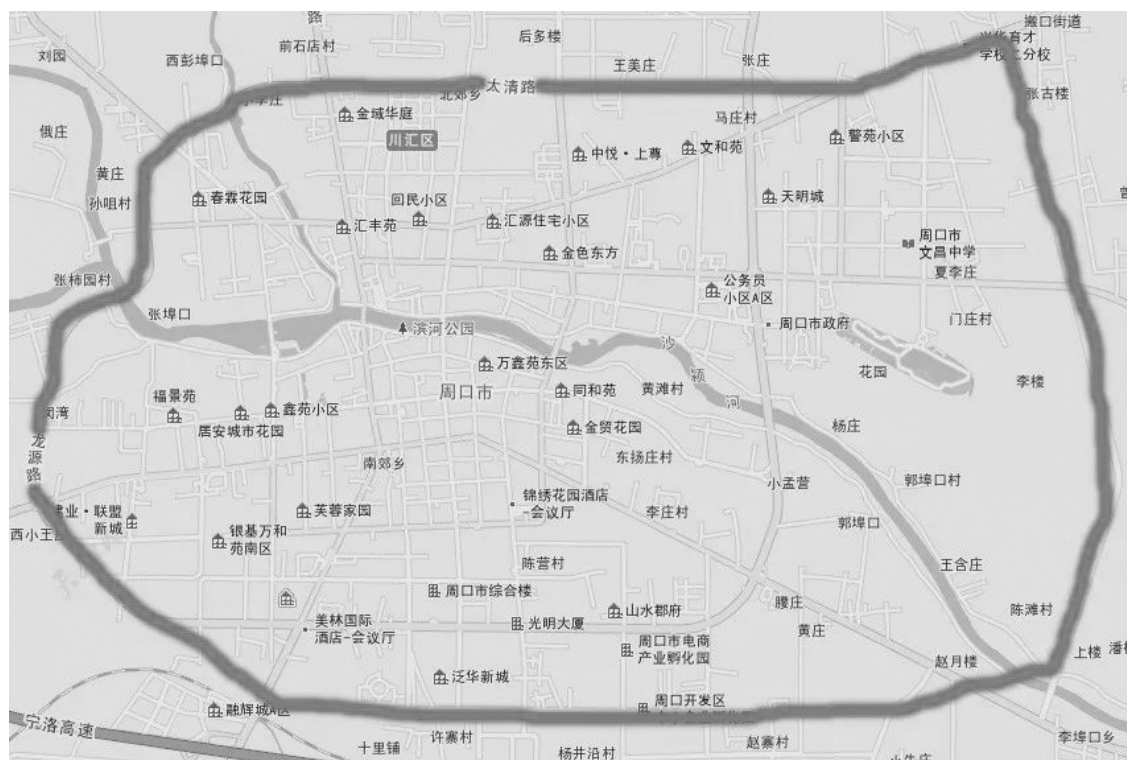 搬口街道
路
后多楼
前石店村
兴华育才
学校二分校
刘园
西彭埠口
王美庄
张庄
北郊乡
太清路
张古楼
金域华庭
马庄村
俄庄
川汇区
警苑小区
中悦·上尊
文和苑
黄庄
春霖花园
回民小区
天明城
孙咀村
汇丰苑
汇源住宅小区
周口市
文昌中学
金色东方
夏李庄
张柿园村
公务员
小区A区
张埠口
滨河公园
周口市政府
门庄村
沙
颍
河
万鑫苑东区
花园
李楼
福景苑
周口市
同和苑
黄滩村
闵湾
鑫苑小区
居安城市花园
金贸花园
杨庄
龙源路
南郊乡
东扬庄村
小孟营
郭埠口村
锦绣花园酒店
-会议厅
建业·联盟
新城
芙蓉家园
李庄村
郭埠口
西小王
银基万和
苑南区
陈营村
王含庄
周口市综合楼
腰庄
山水郡府
陈滩村
美林国际
酒店-会议厅
光明大厦
黄庄
周口市电商
产业孵化园
上楼
潘
赵月楼
泛华新城
周口开发区
融辉城A区
宁洛高速
十里铺
许寨村
杨井沿村
赵寨村
李埠口乡